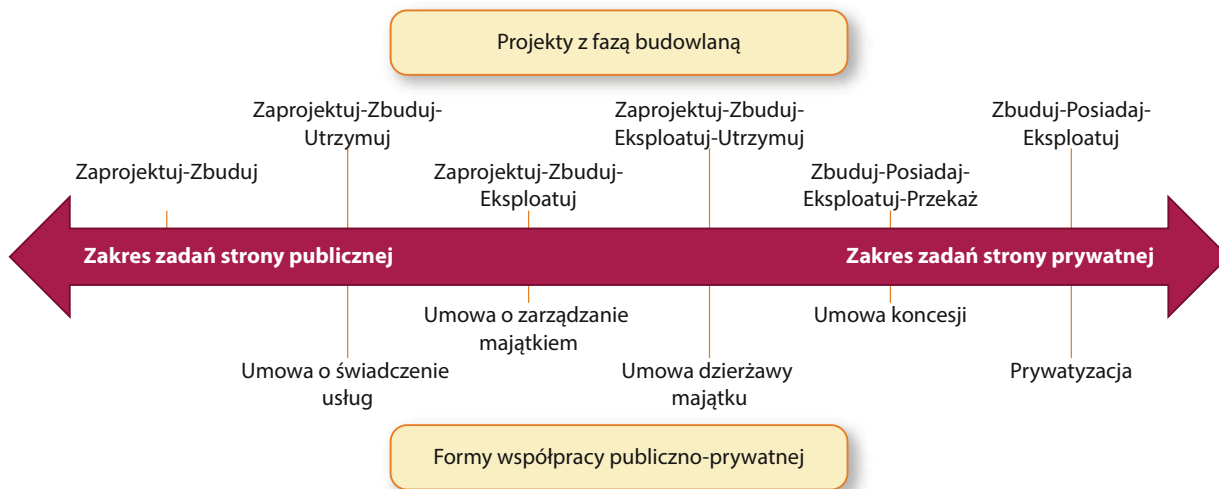 Projekty z fazą budowlaną
Zaprojektuj-Zbuduj
Zaprojektuj-Zbuduj-
Utrzymuj
Zaprojektuj-Zbuduj-
Eksploatuj
Zaprojektuj-Zbuduj-
Eksploatuj-Utrzymuj
Zbuduj-Posiadaj-
Eksploatuj-Przekaż
Zbuduj-Posiadaj-
Eksploatuj
Zakres zadań strony publicznej
Zakres zadań strony prywatnej
Umowa o świadczenie
usług
Umowa o zarządzanie
majątkiem
Umowa dzierżawy
majątku
Umowa koncesji
Prywatyzacja
Formy współpracy publiczno-prywatnej